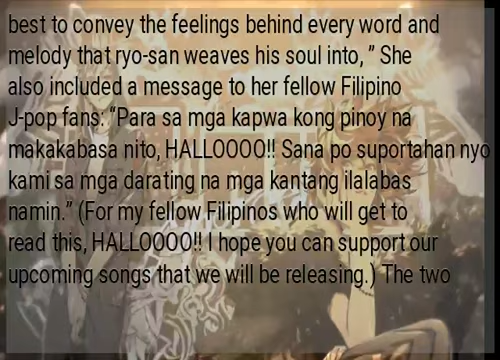 best to convey the feelings behind every word and
melody that ryo-san weaves his soul into, ” She
also included a message to her fellow Filipino
J-pop fans: “Para sa mga kapwa kong pinoy na
makakabasa nito, HALLOOOO!! Sana po suportahan nyo
kami sa mga darating na mga kantang ilalabas
namin.” (For my fellow Filipinos who will get to
read this, HALLOOOO!! I hope you can support our
upcoming songs that we will be releasing.) The two